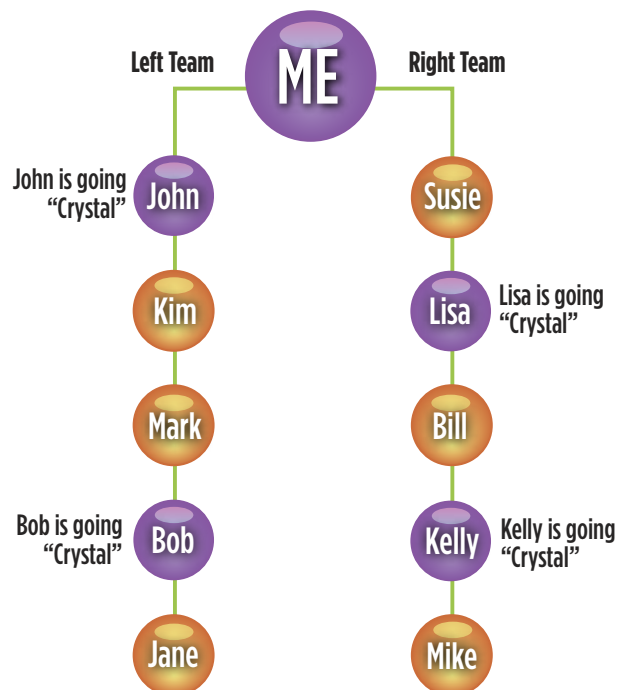 Left Team
ME
Right Team
John is going
“Crystal”
John
Susie
Kim
Lisa
Lisa is going
“Crystal”
Mark
Bill
Bob is going
“Crystal”
Bob
Kelly
Kelly is going
“Crystal”
Jane
Mike